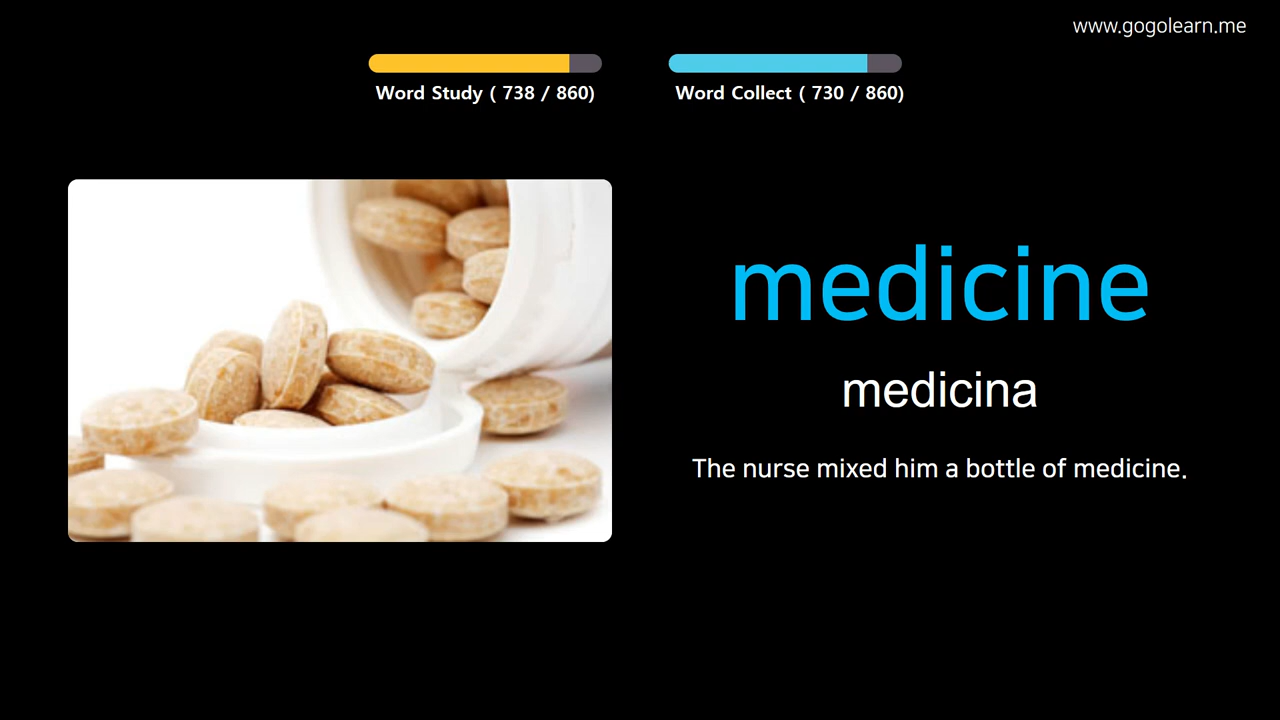 www.gogolearn.me
Word Study ( 738 / 860)
Word Collect ( 730 / 860)
medicine
medicina
The nurse mixed him a bottle of medicine.